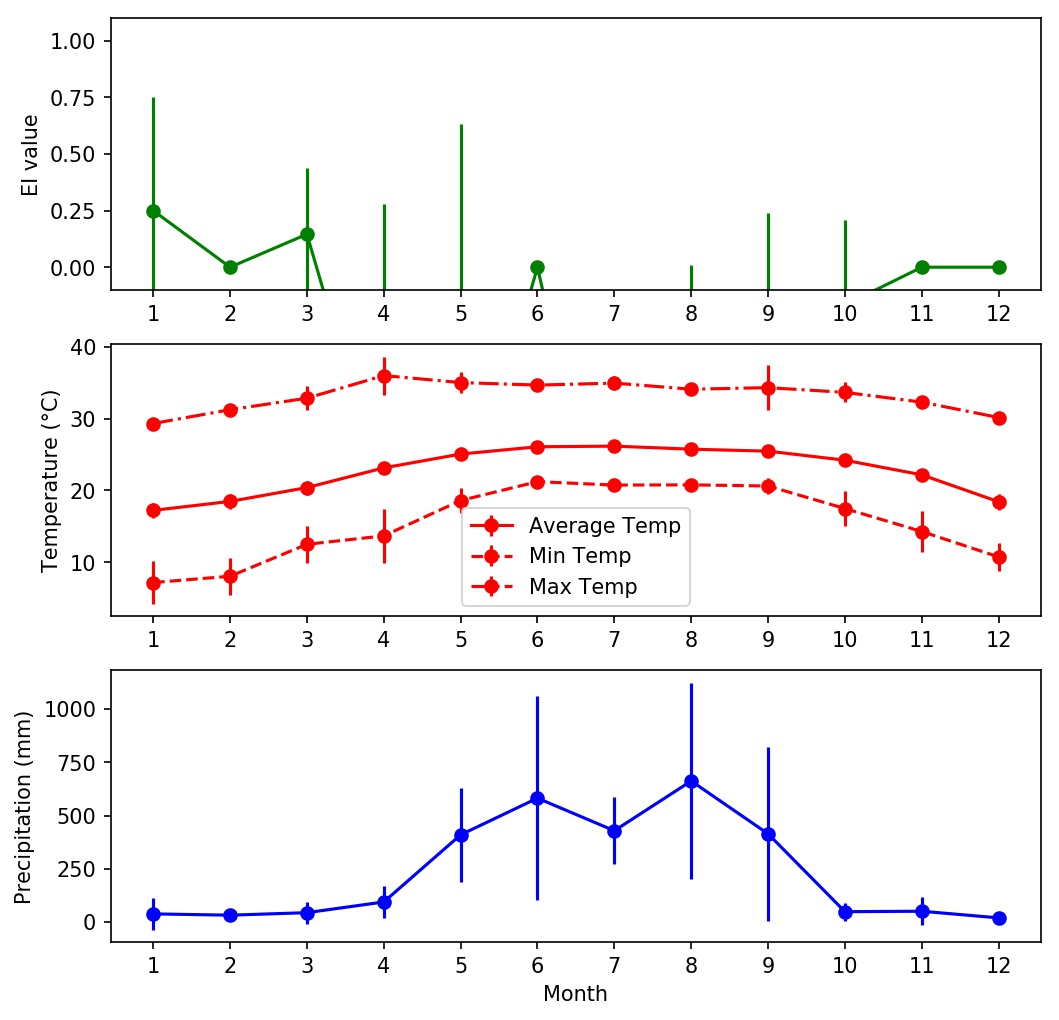 EI value
1.00
0.75
0.50
0.25
0.00
1 2 3 4 5 6 7 8 9 10 11 12
Temperature (°C)
40
30
20
10
Average Temp
Min Temp
Max Temp
1 2 3 4 5 6 7 8 9 10 11 12
Precipitation (mm)
1000
750
500
250
0
1 2 3 4 5 6 7 8 9 10 11 12
Month